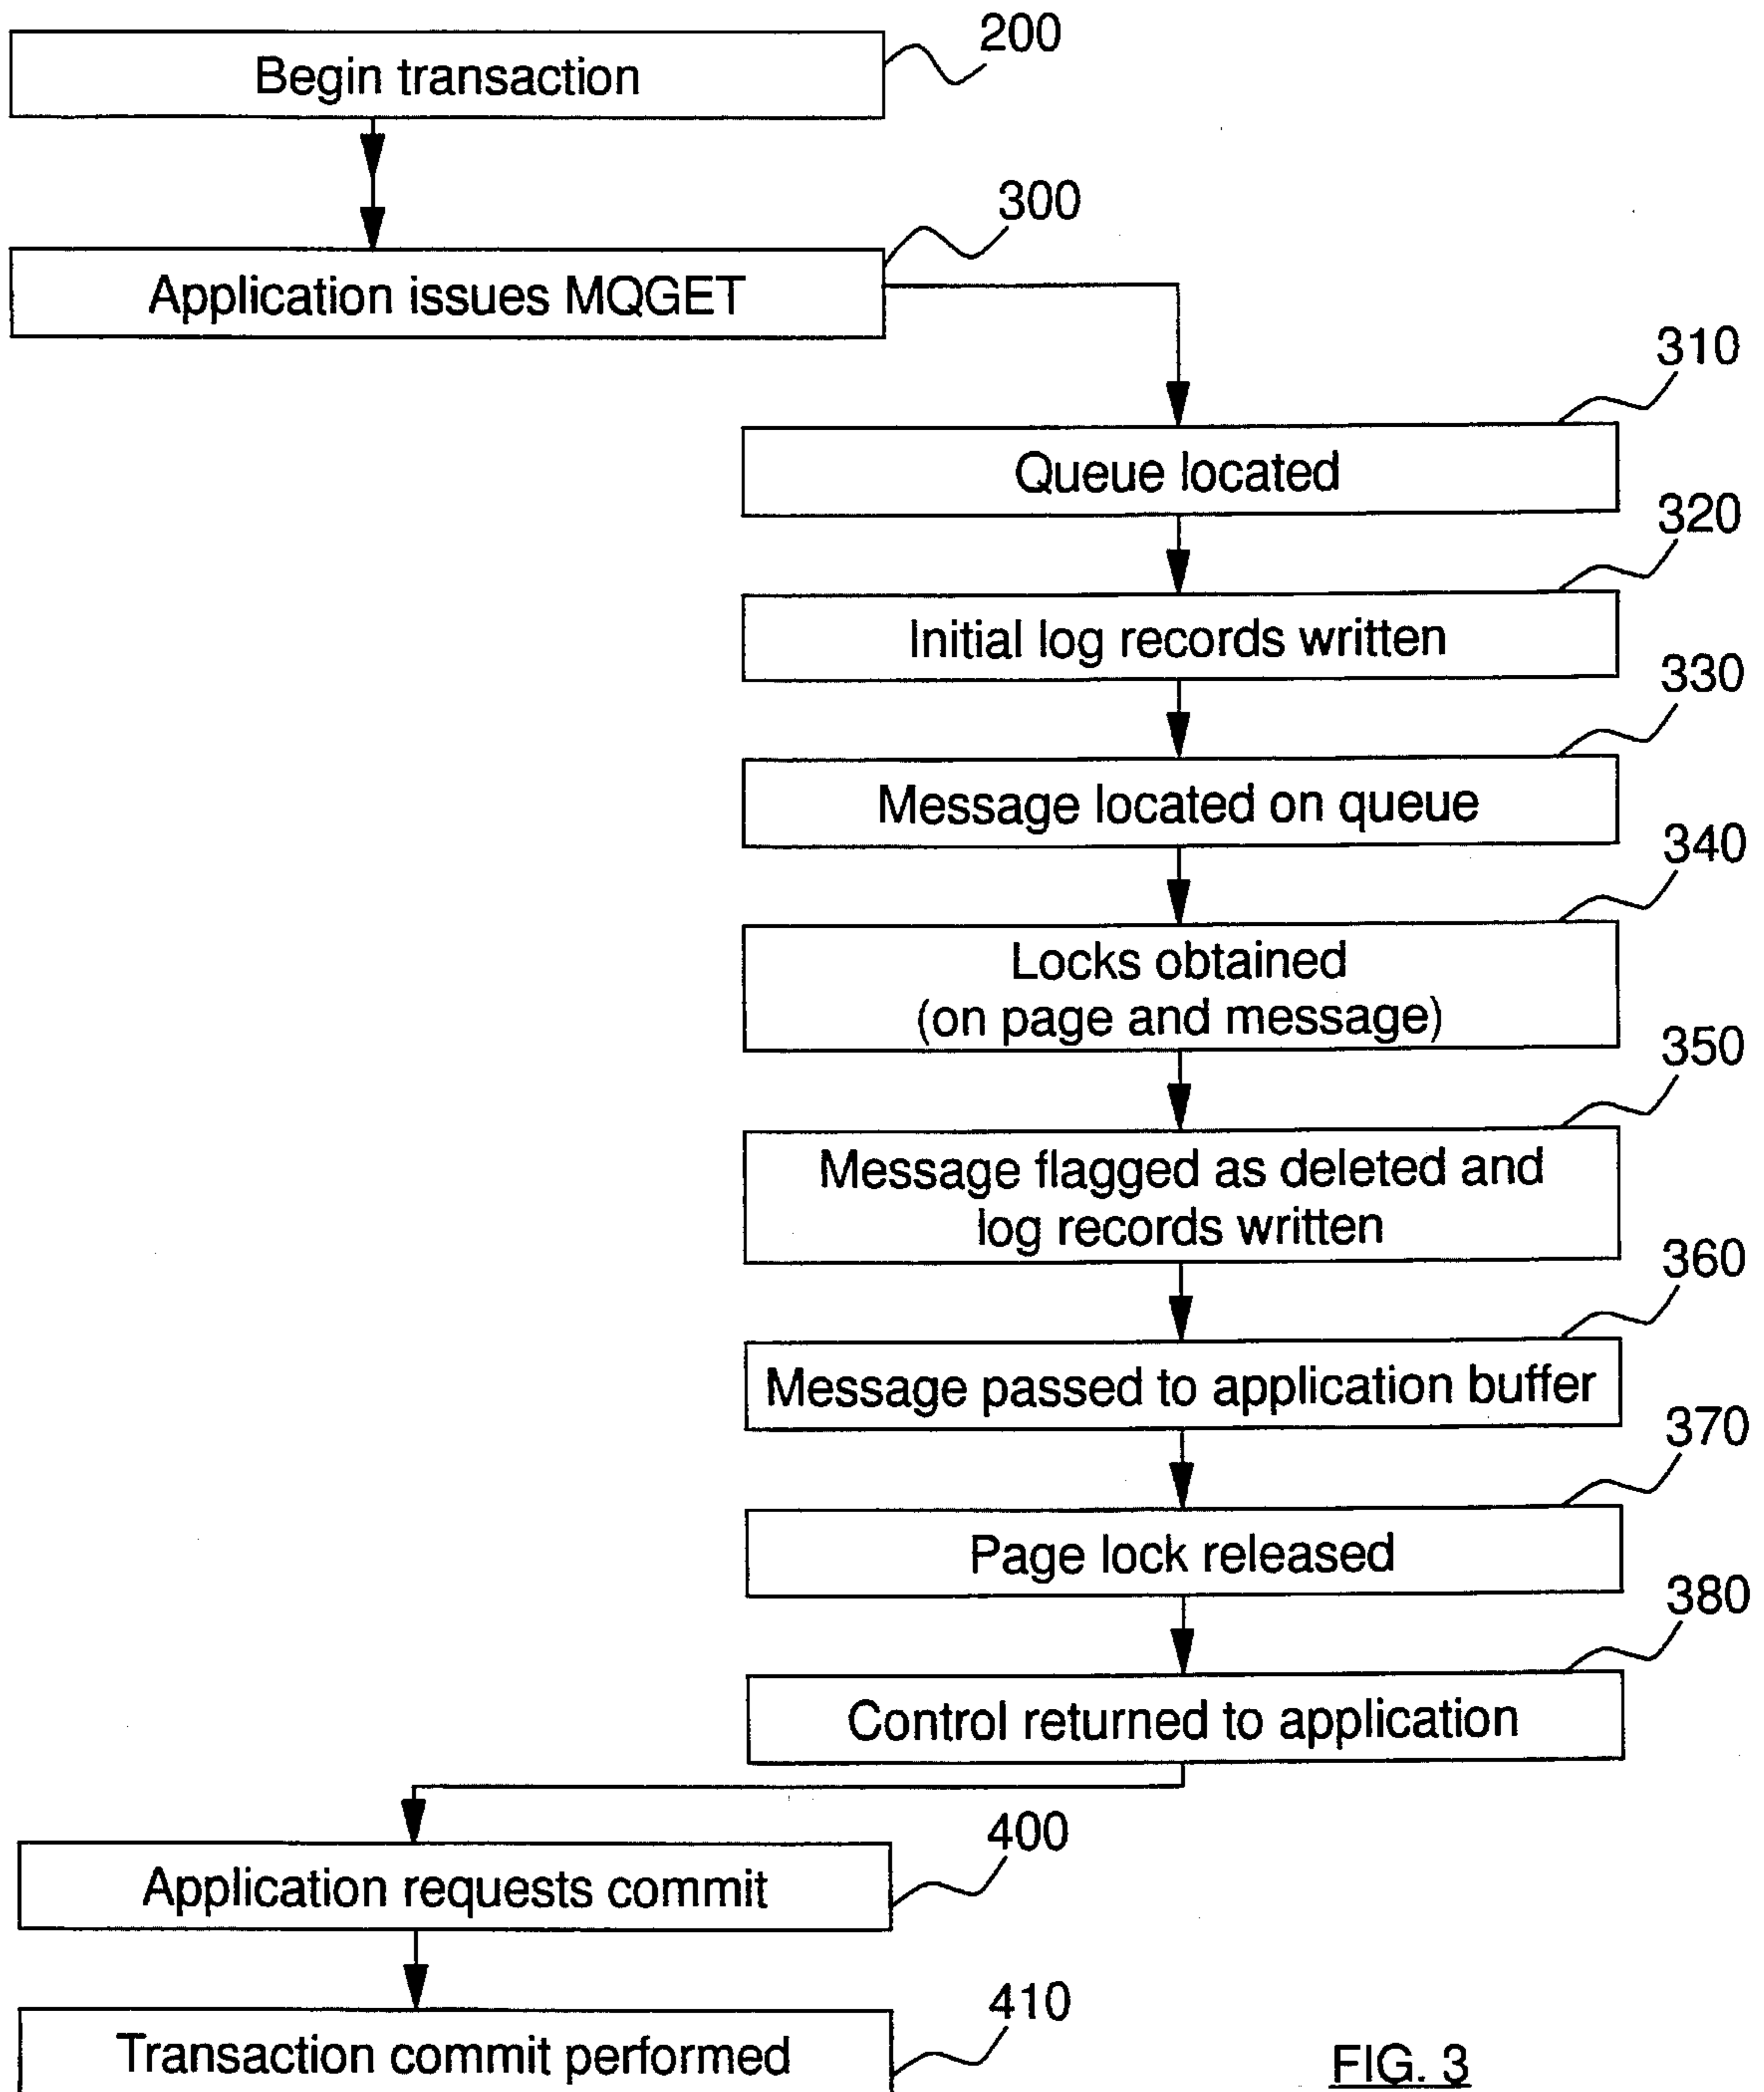 200
Begin transaction
300
Application issues MQGET
310
Queue located
320
Initial log records written
330
Message located on queue
340
Locks obtained
(on page and message)
350
Message flagged as deleted and
log records written
360
Message passed to application buffer
370
Page lock released
380
Control returned to application
400
Application requests commit
410
Transaction commit performed
FIG. 3